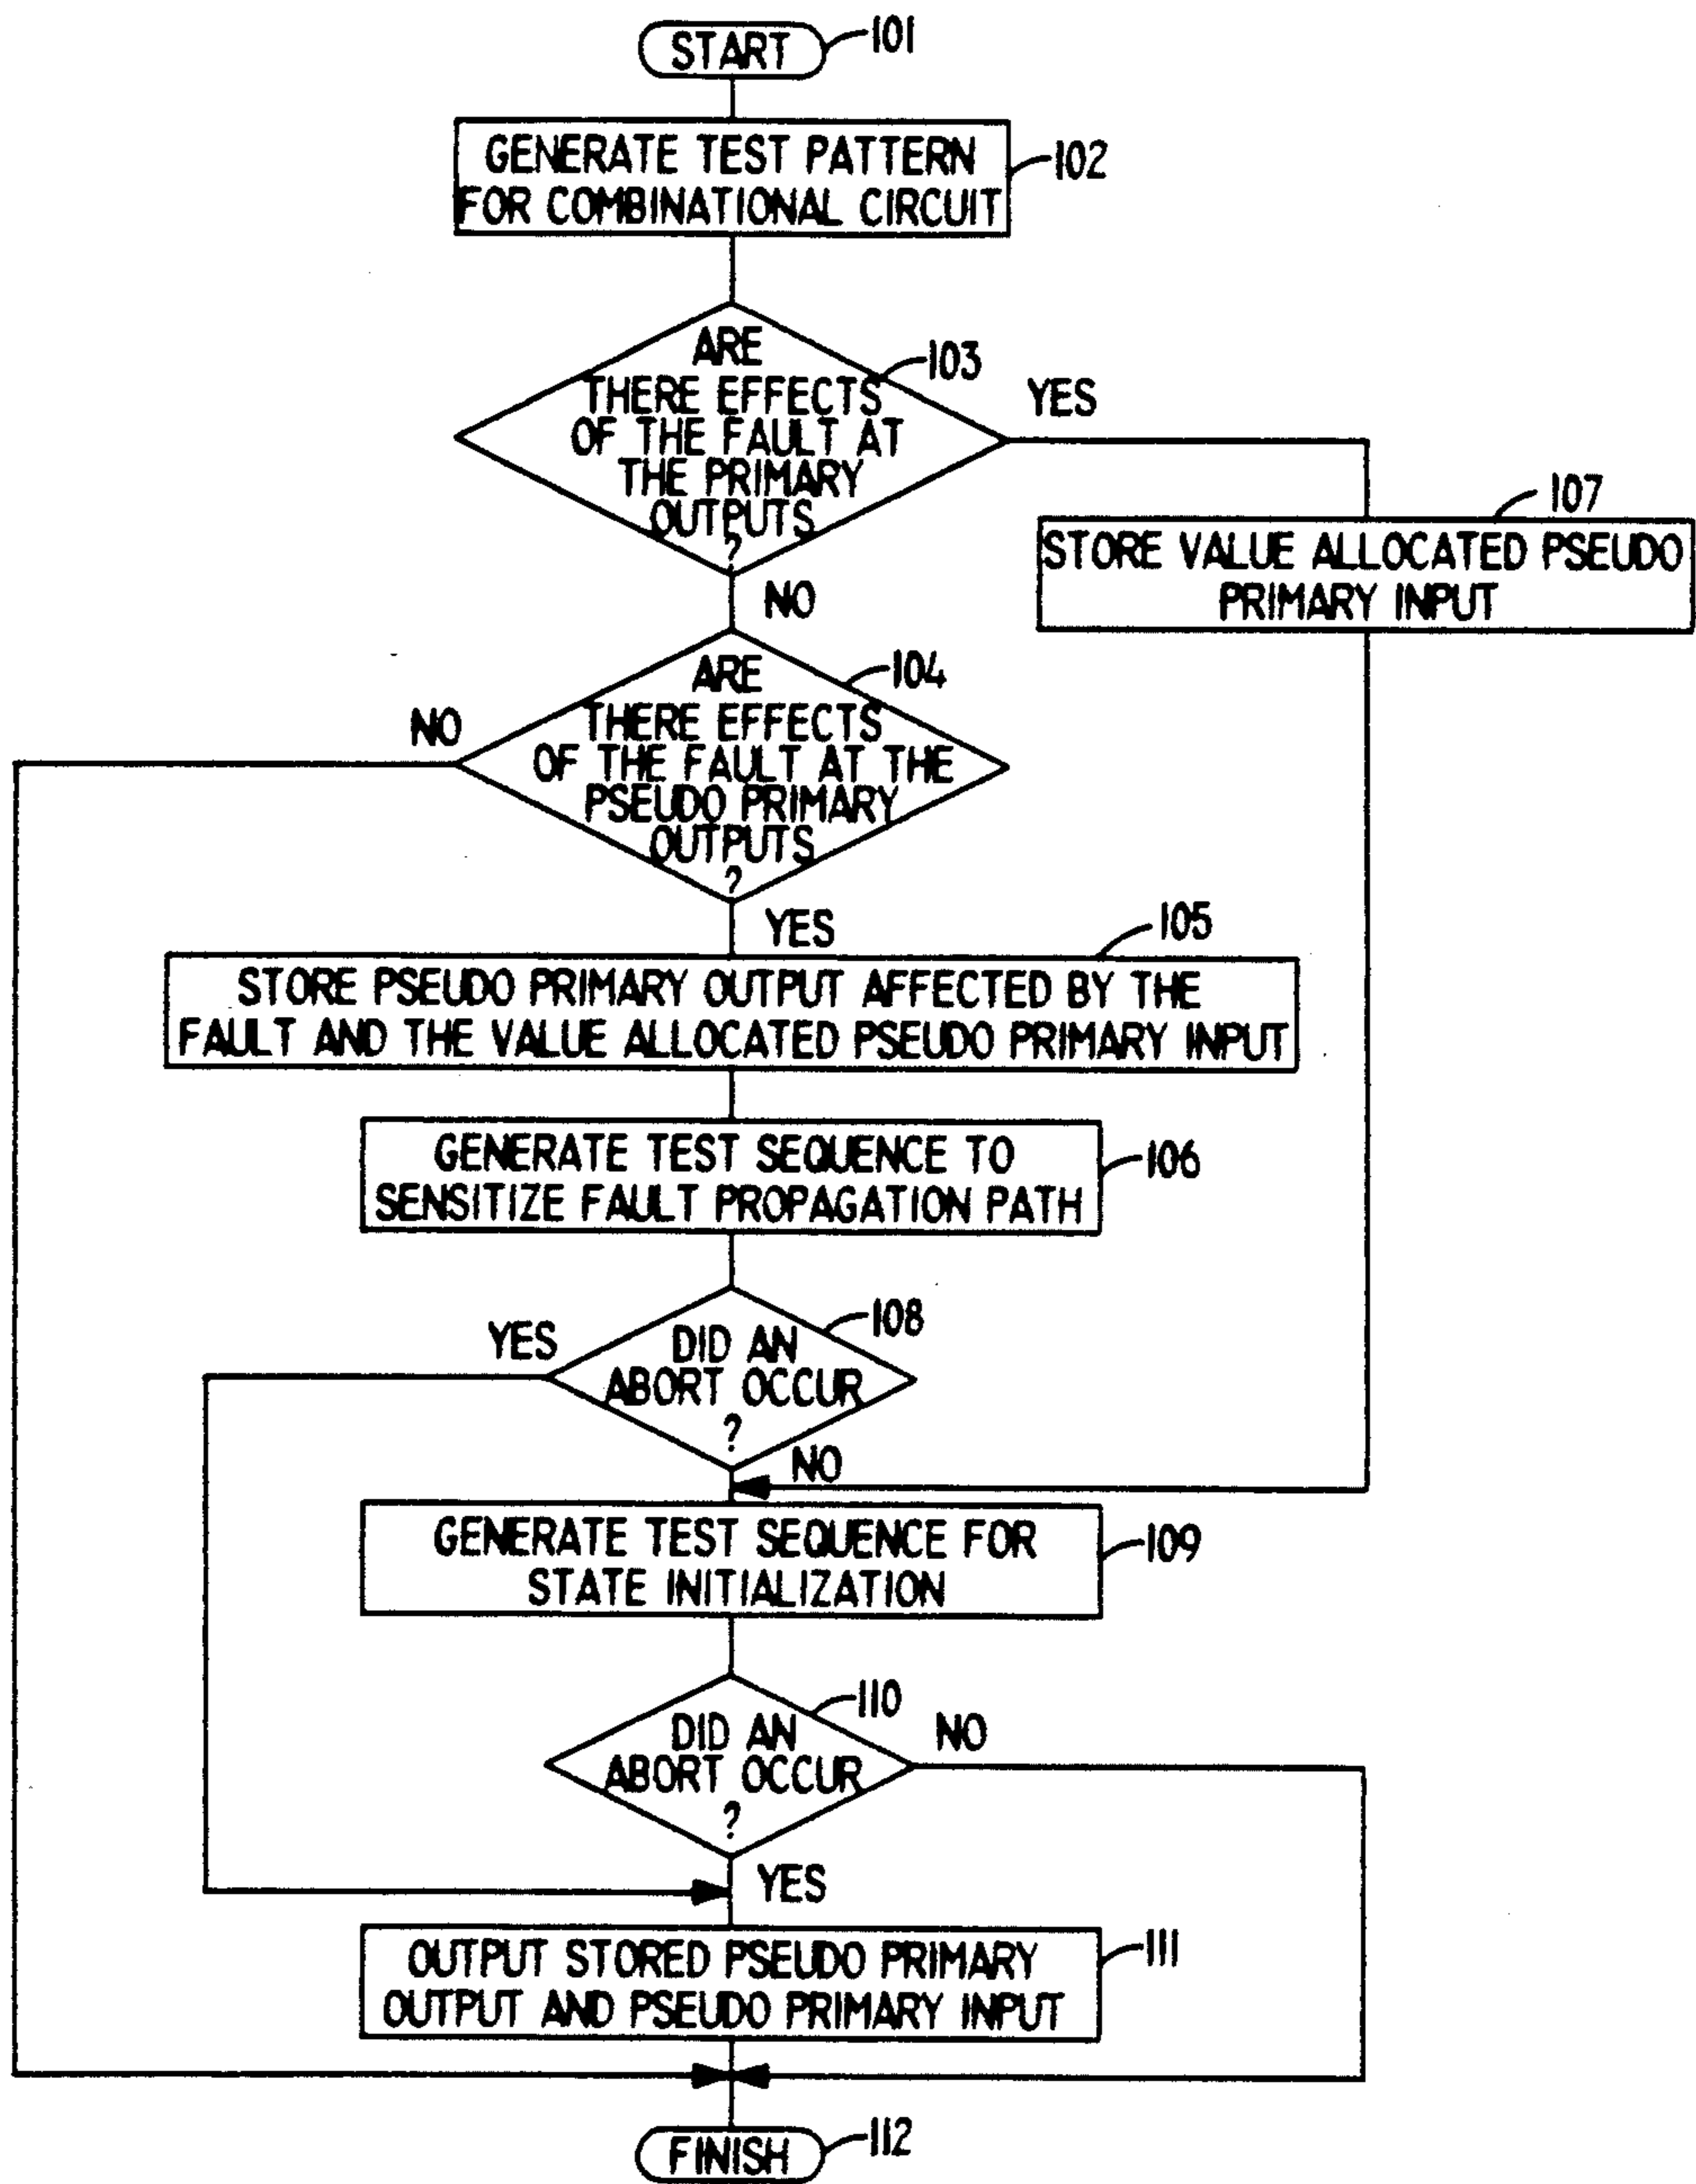 START
101
GENERATE TEST PATTERN
FOR COMBINATIONAL CIRCUIT
102
ARE
THERE EFFECTS
OF THE FAULT AT
THE PRIMARY
OUTPUTS
?
103
YES
NO
107
STORE VALUE ALLOCATED PSEUDO
PRIMARY INPUT
ARE
THERE EFFECTS
OF THE FAULT AT THE
PSEUDO PRIMARY
OUTPUTS
?
104
NO
YES
105
STORE PSEUDO PRIMARY OUTPUT AFFECTED BY THE
FAULT AND THE VALUE ALLOCATED PSEUDO PRIMARY INPUT
GENERATE TEST SEQUENCE TO
SENSITIZE FAULT PROPAGATION PATH
106
DID AN
ABORT OCCUR
?
108
YES
NO
GENERATE TEST SEQUENCE FOR
STATE INITIALIZATION
109
DID AN
ABORT OCCUR
?
110
NO
YES
OUTPUT STORED PSEUDO PRIMARY
OUTPUT AND PSEUDO PRIMARY INPUT
111
FINISH
112